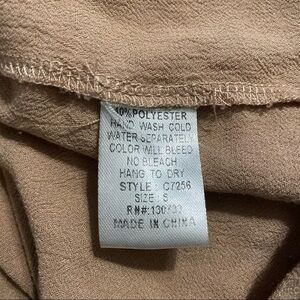 POLYESTER
HAND WASH COLD
WATER SEPARATELY
COLOR WILL BLEED
NO BLEACH
HANG TO DRY
STYLE : C7256
SIZE : S
RN#:
MADE IN CHINA